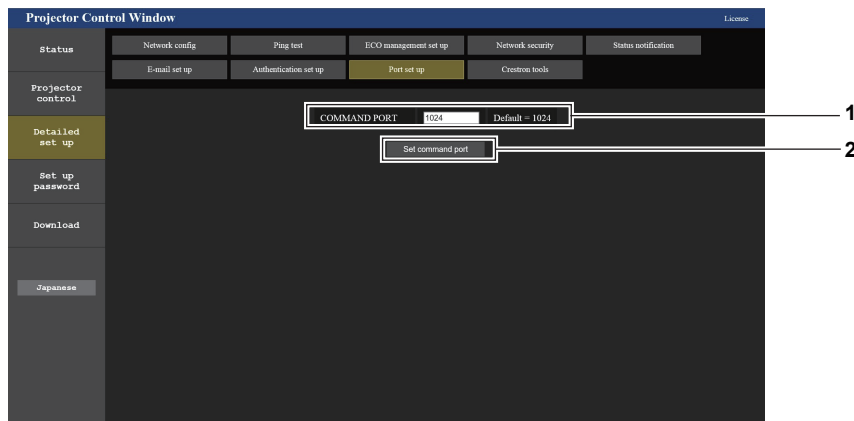 Projector Control Window
License
Status
Network config
Ping test
ECO management set up
Network security
Status notification
E-mail set up
Authentication set up
Port set up
Crestron tools
Projector
control
COMMAND PORT
1024
Default = 1024
1
Detailed
set up
Set command port
2
Set up
password
Download
Japanese